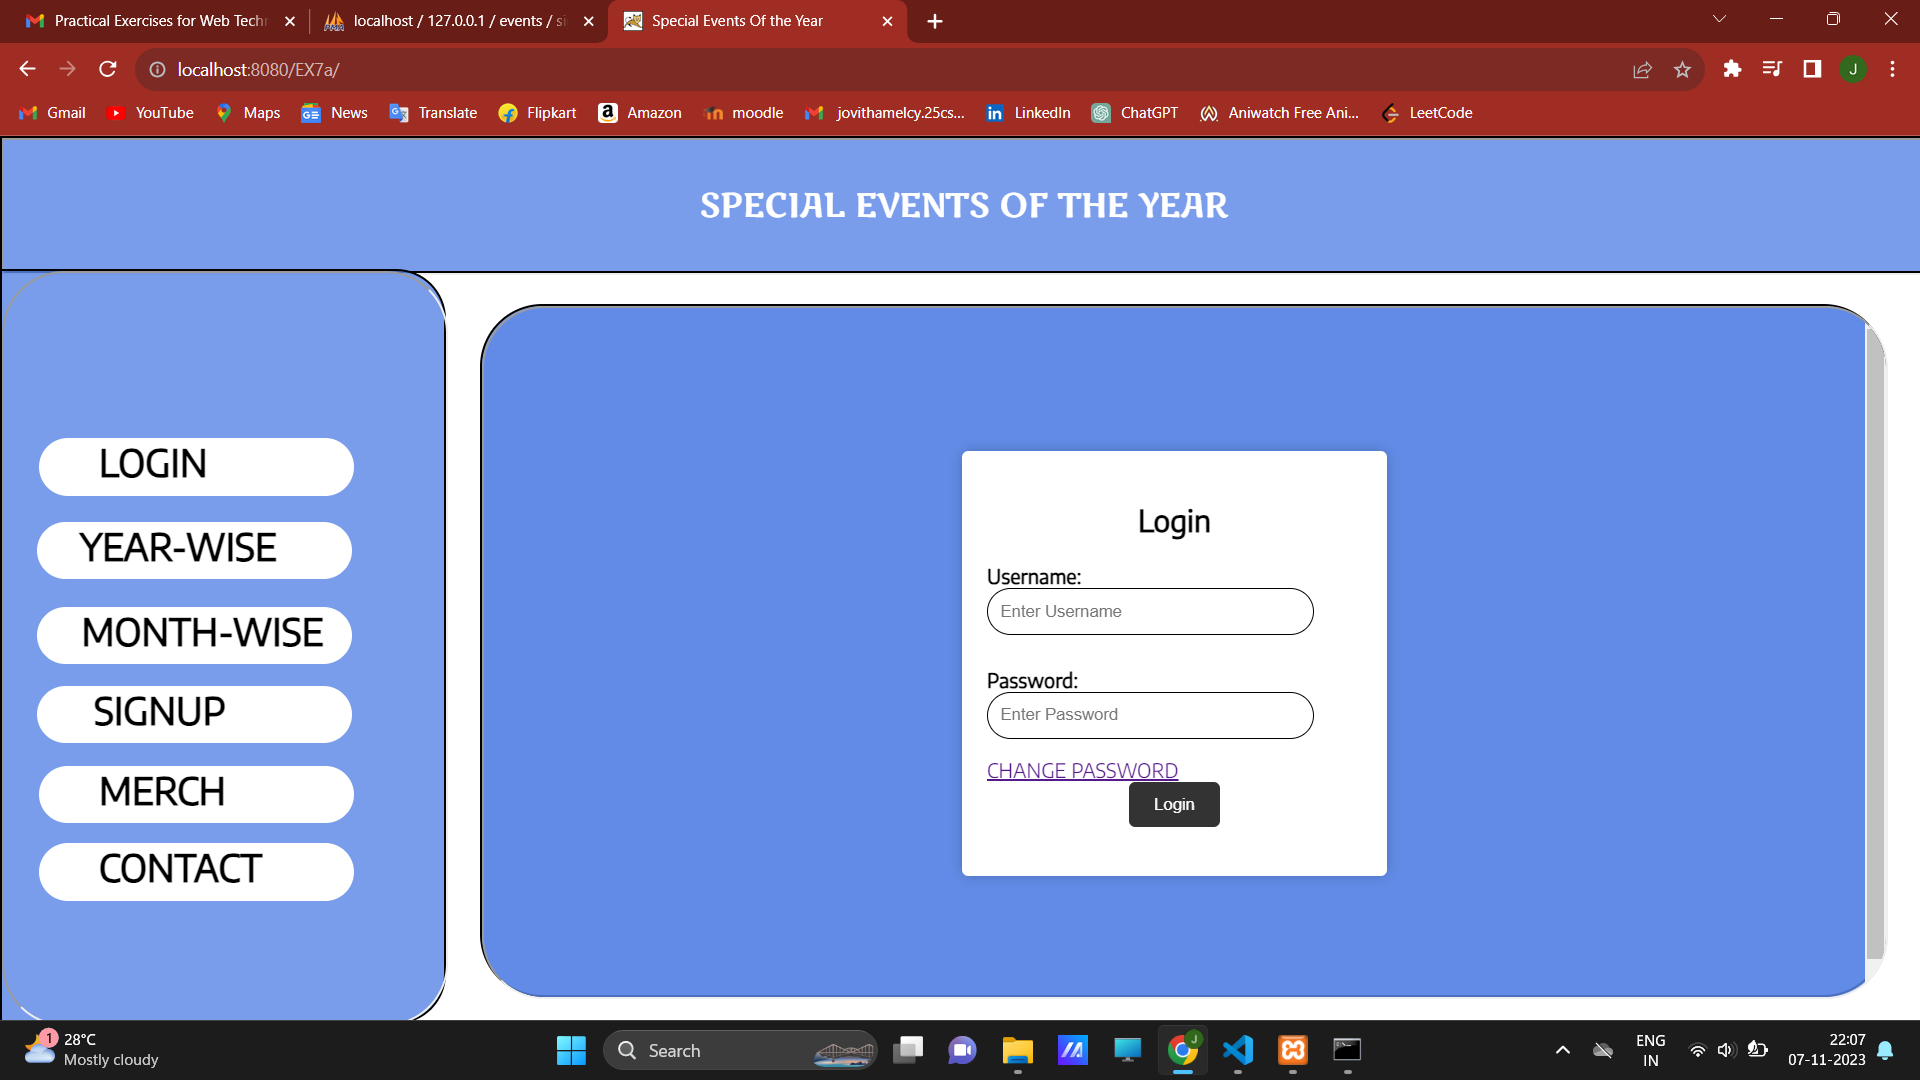 Practical Exercises for Web Techn
localhost / 127.0.0.1 / events / si
Special Events Of the Year
localhost:8080/EX7a/
J
Gmail
YouTube
Maps
News
Translate
Flipkart
Amazon
moodle
jovithamelcy.25cs...
LinkedIn
ChatGPT
Aniwatch Free Ani...
LeetCode
SPECIAL EVENTS OF THE YEAR
LOGIN
YEAR-WISE
MONTH-WISE
SIGNUP
MERCH
CONTACT
Login
Username:
Enter Username
Password:
Enter Password
CHANGE PASSWORD
Login
1
28°C
Mostly cloudy
Search
J
ENG
IN
22:07
07-11-2023